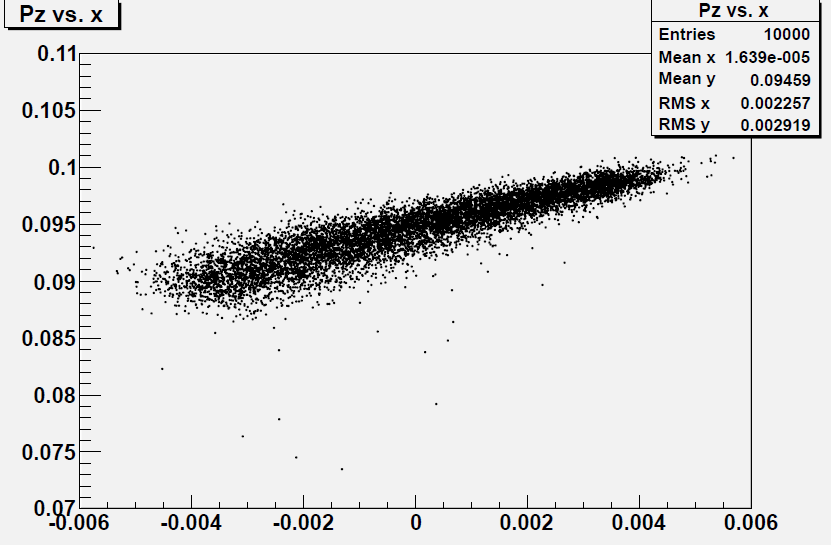 Pz vs. x
Pz vs. x
Entries 10000
Mean x 1.639e-005
Mean y 0.09459
RMS x 0.002257
RMS y 0.002919
0.11
0.105
0.1
0.095
0.09
0.085
0.08
0.075
0.07
-0.006 -0.004 -0.002 0 0.002 0.004 0.006